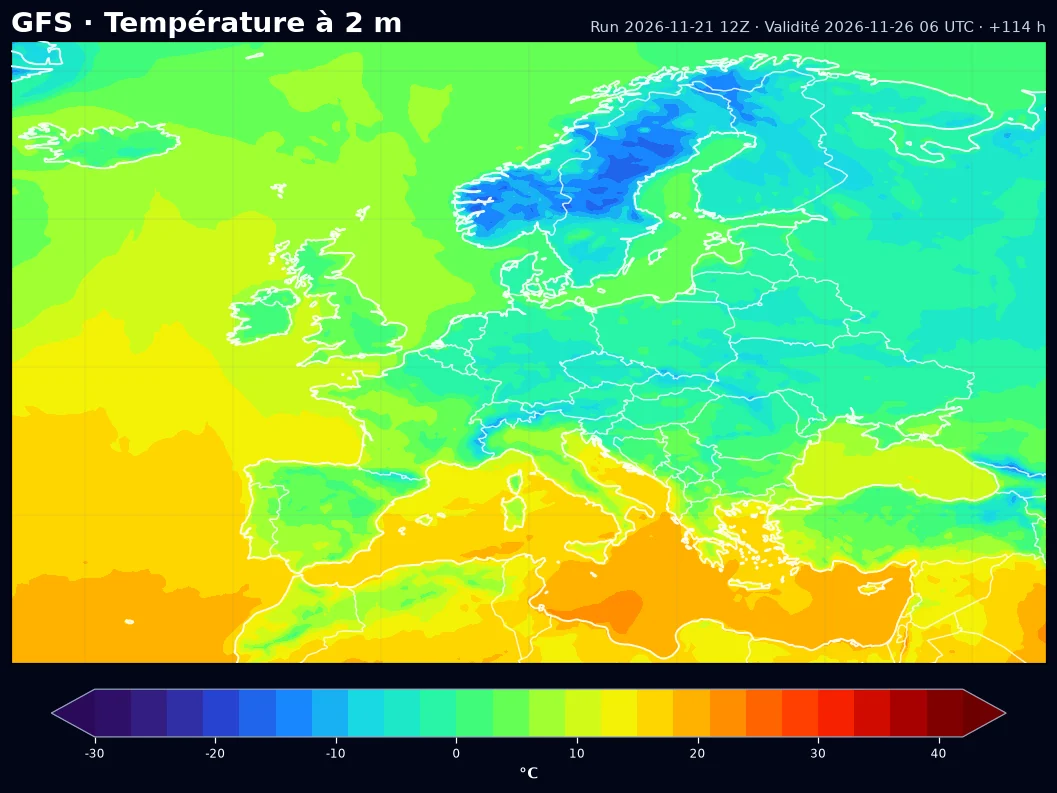 GFS · Température à 2 m
Run 2026-11-21 12Z · Validité 2026-11-26 06 UTC · +114 h
-30 -20 -10 0 10 20 30 40
°C